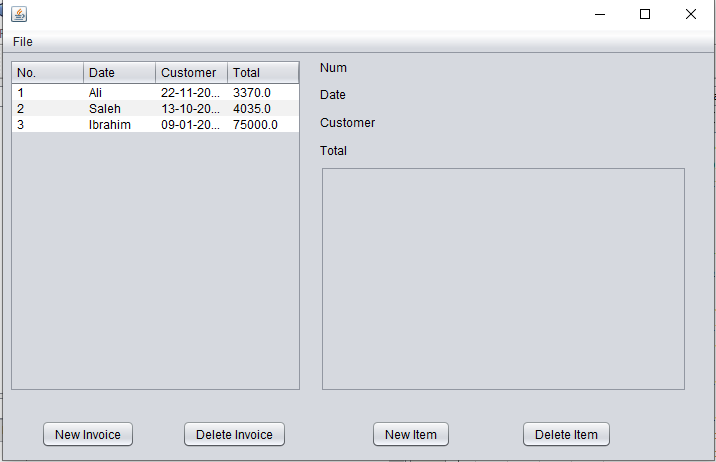 File
No. Date Customer Total
1 Ali 22-11-20... 3370.0
2 Saleh 13-10-20... 4035.0
3 Ibrahim 09-01-20... 75000.0
Num
Date
Customer
Total
New Invoice Delete Invoice New Item Delete Item